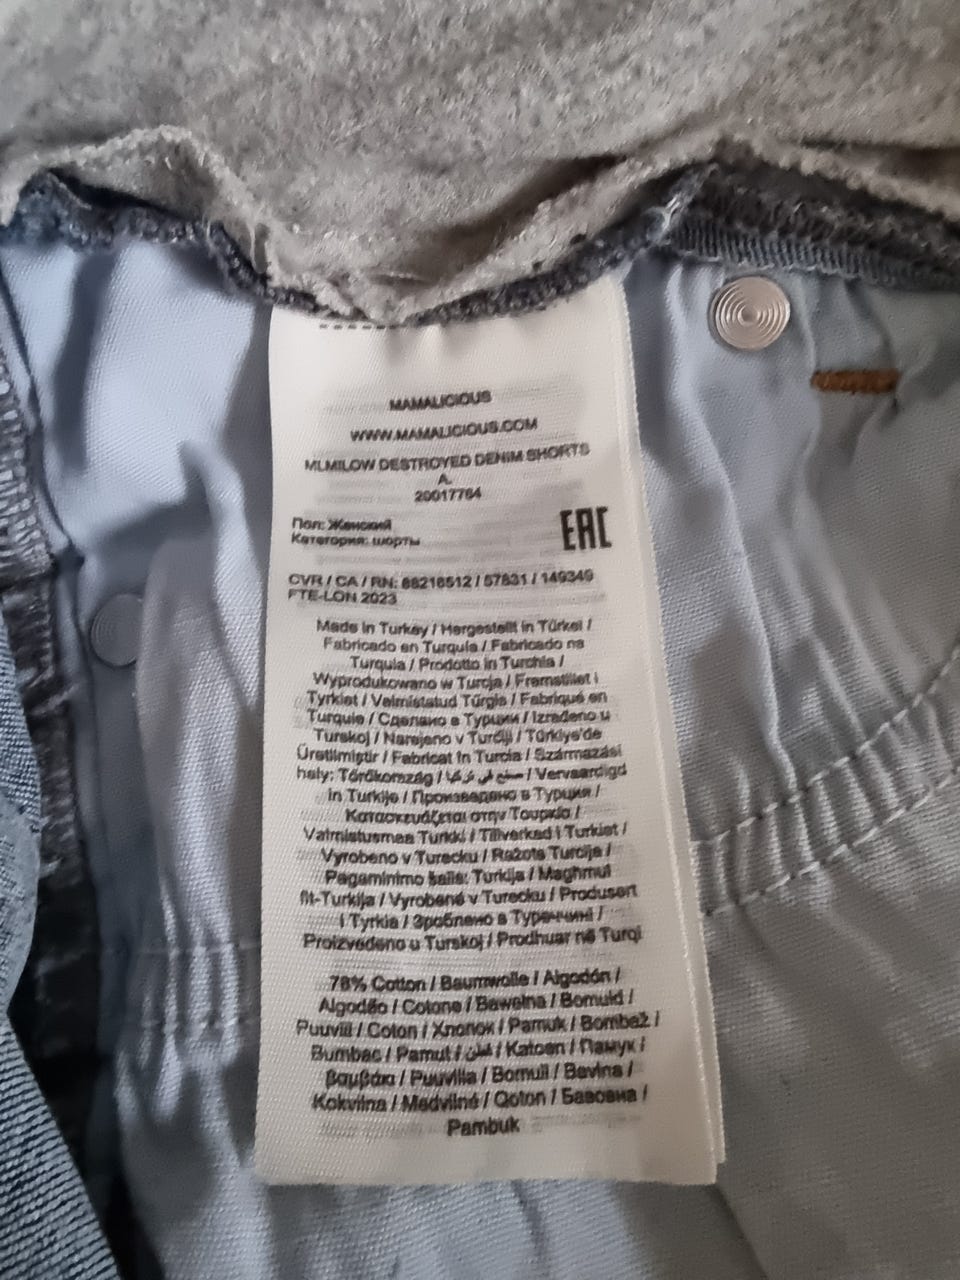 MAMALICIOUS
WWW.MAMALICIOUS.COM
MLMILOW DESTROYED DENIM SHORTS
A.
20017764
Пол: Женский
Категория: шорты
EAC
CVR / CA / RN: 88216512 / 57831 / 149349
FTE-LON 2023
Made in Turkey / Hergestellt in Türkei /
Fabricado en Turquía / Fabricado na
Turquia / Prodotto in Turchia /
Wyprodukowano w Turcja / Fremstillet i
Tyrkiet / Valmistatud Türgis / Fabriqué en
Turquie / Сделано в Турции / Izrađeno u
Turskoj / Narejeno v Turčiji / Türkiye'de
Üretilmiştir / Fabricat în Turcia / Származási
hely: Törökország / صنع في تركيا / Vervaardigd
in Turkije / Произведено в Турция /
Κατασκευάζεται στην Τουρκία /
Valmistusmaa Turkki / Tillverkad i Turkiet /
Vyrobeno v Turecku / Ražots Turcija /
Pagaminimo šalis: Turkija / Maghmul
fit-Turkija / Vyrobené v Turecku / Produsert
i Tyrkia / Зроблено в Туреччині /
Proizvedeno u Turskoj / Prodhuar në Turqi
78% Cotton / Baumwolle / Algodón /
Algodão / Cotone / Bawełna / Bomuld /
Puuvill / Coton / Хлопок / Pamuk / Bombaž /
Bumbac / Pamut / قطن / Katoen / Памук /
βαμβάκι / Puuvilla / Bomull / Bavlna /
Kokvilna / Medvilnė / Qoton / Бавовна /
Pambuk